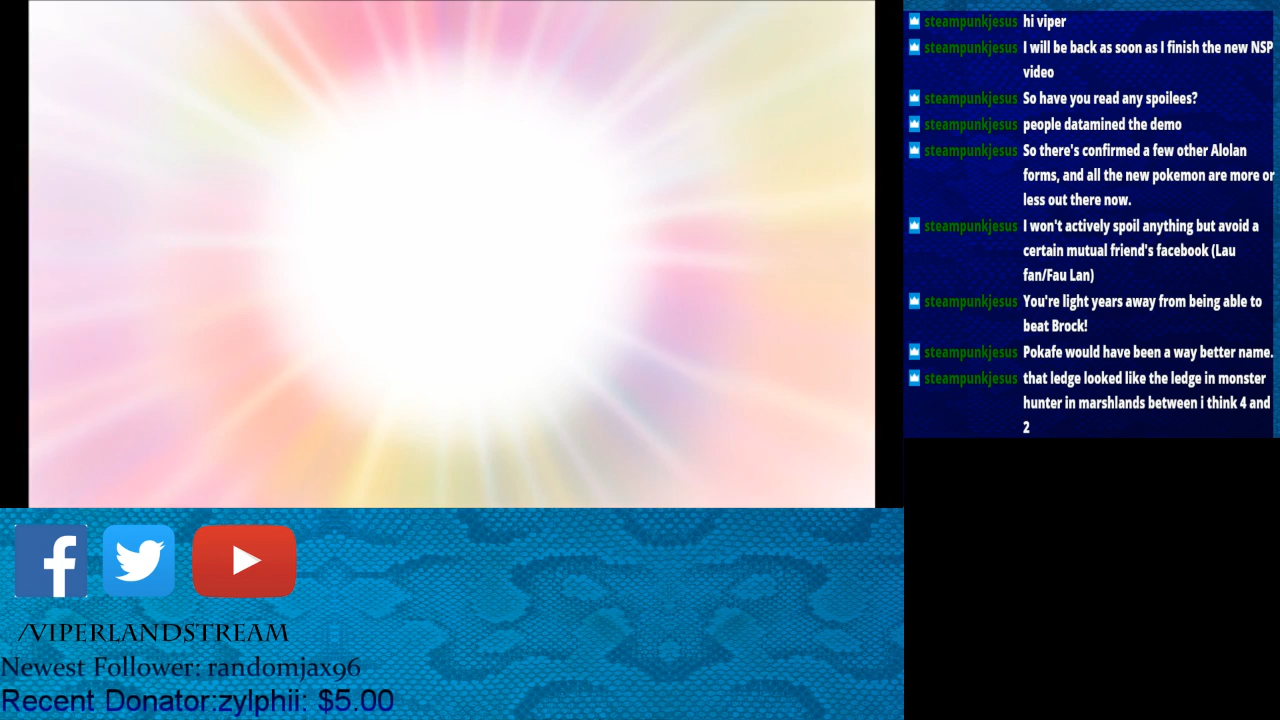 steampunkjesus hi viper
steampunkjesus I will be back as soon as I finish the new NSP
video
steampunkjesus So have you read any spoilees?
steampunkjesus people datamined the demo
steampunkjesus So there's confirmed a few other Alolan
forms, and all the new pokemon are more or
less out there now.
steampunkjesus I won't actively spoil anything but avoid a
certain mutual friend's facebook (Lau
fan/Fau Lan)
steampunkjesus You're light years away from being able to
beat Brock!
steampunkjesus Pokafe would have been a way better name.
steampunkjesus that ledge looked like the ledge in monster
hunter in marshlands between i think 4 and
2
/VIPERLANDSTREAM
Newest Follower: randomjax96
Recent Donator:zylphii: $5.00